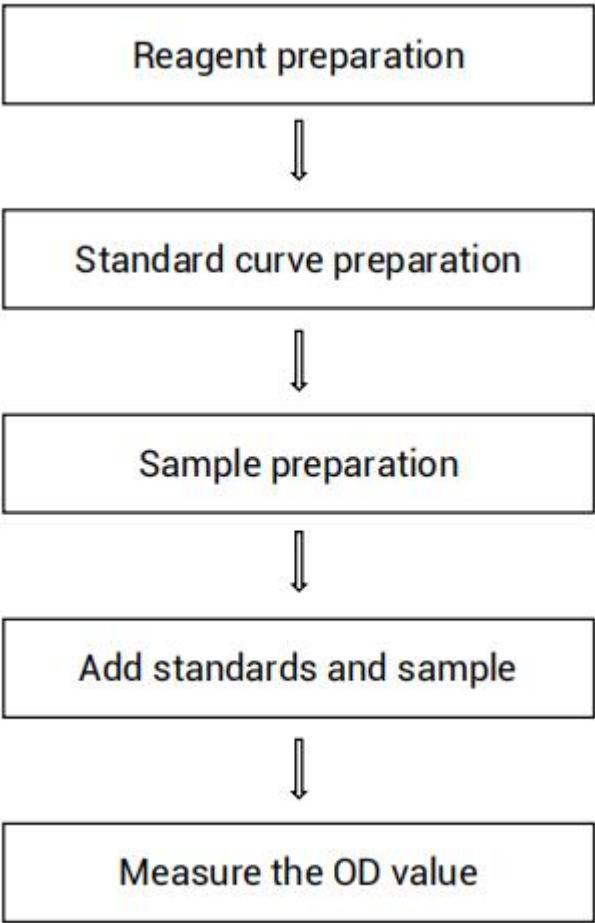 Reagent preparation
Standard curve preparation
Sample preparation
Add standards and sample
Measure the OD value